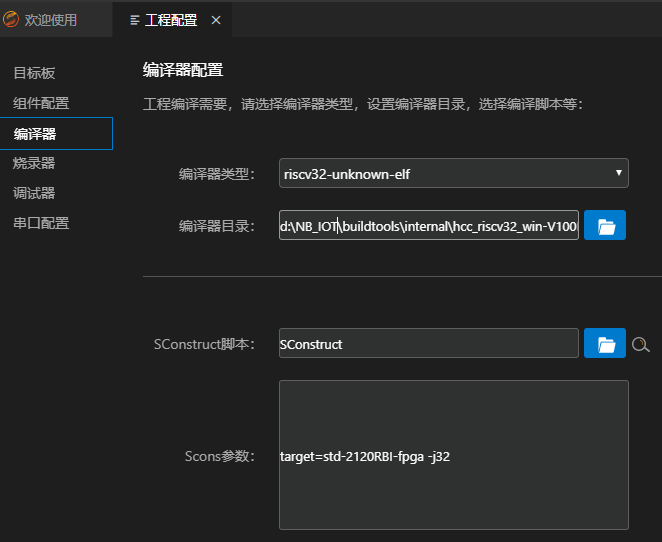 欢迎使用
工程配置
目标板
组件配置
编译器
烧录器
调试器
串口配置
编译器配置
工程编译需要，请选择编译器类型，设置编译器目录，选择编译脚本等：
编译器类型： riscv32-unknown-elf
编译器目录： d:\NB_IOT\buildtools\internal\hcc_riscv32_win-V100
SConstruct脚本： SConstruct
Scons参数： target=std-2120RBI-fpga -j32